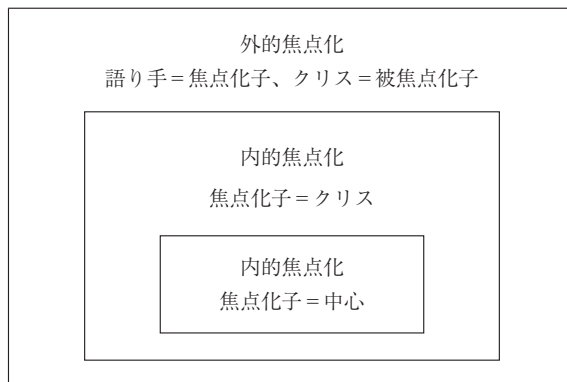 外的焦点化
語り手＝焦点化子、クリス＝被焦点化子
内的焦点化
焦点化子＝クリス
内的焦点化
焦点化子＝中心